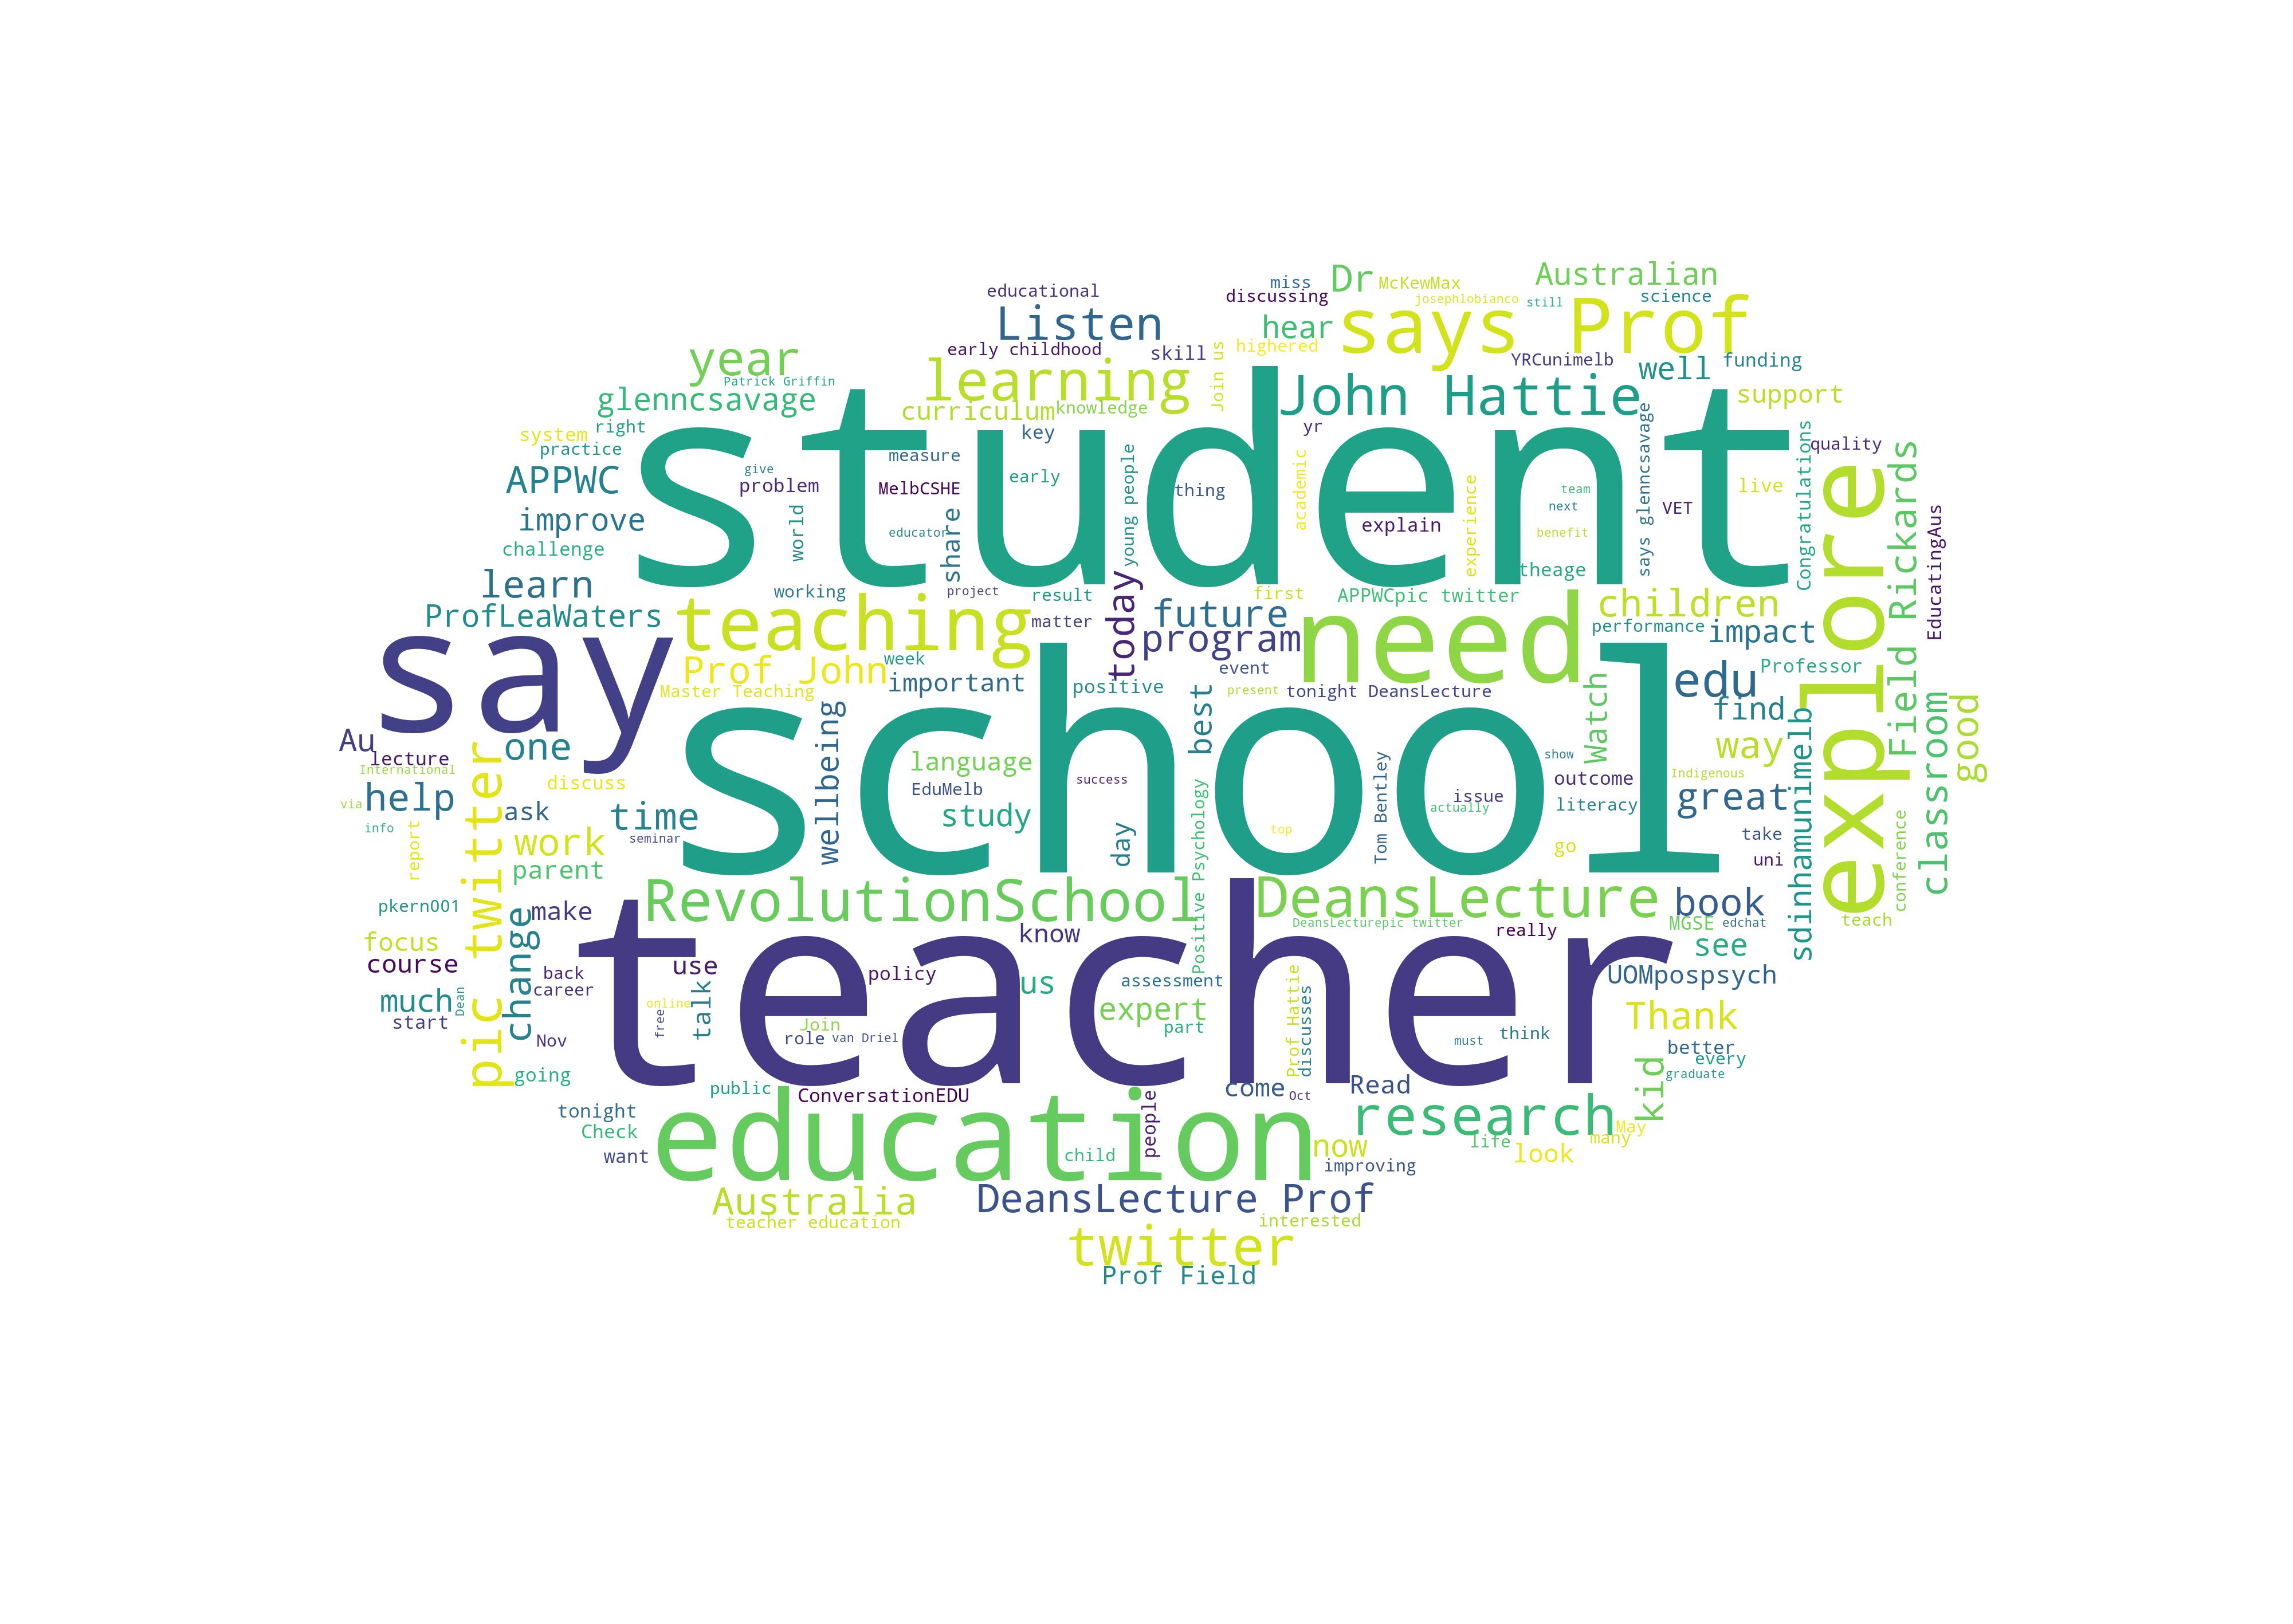 educational
Listen
miss
discussing
Dr
McKewMax
josephlobianco
still
Australian
science
says Prof
hear
highered
early childhood
skill
Join us
YRCunimelb
well
funding
year
Patrick Griffin
glenncsavage
learning
curriculum
knowledge
John Hattie
support
system
right
practice
student
key
yr
measure
early
give
problem
MelbCSHE
young people
thing
academic
explain
experience
team
next
benefit
says glenncsavage
VET
live
Congratulations
quality
APPWC
improve
challenge
world
educator
share
theage
explore
Field Rickards
EducatingAus
learn
ProfLeaWaters
working
project
result
matter
today
first
APPWCpic twitter
children
performance
impact
say
teaching
future
program
need
Prof John
week
important
positive
event
present
tonight DeansLecture
Master Teaching
edu
Professor
find
Au
lecture
International
via
info
help
pic twitter
one
discuss
ask
time
seminar
wellbeing
school
language
EduMelb
study
success
day
best
Positive Psychology
top
Tom Bentley
actually
issue
show
go
outcome
literacy
Watch
Indigenous
way
great
take
uni
sdinhamunimelb
classroom
good
conference
report
work
parent
pkern001
focus
course
much
Dean
start
change
make
RevolutionSchool
DeansLecture
DeansLecturepic twitter
book
MGSE
edchat
teach
know
really
see
UOMpospsych
back
career
Nov
going
teacher
use
talk
online
free
policy
Join
role
van Driel
us
assessment
expert
part
Prof Hattie
discusses
must
think
Thank
better
every
graduate
public
ConversationEDU
come
Oct
Read
tonight
Check
want
education
child
people
now
improving
research
kid
May
many
life
look
Australia
teacher education
DeansLecture Prof
interested
twitter
Prof Field